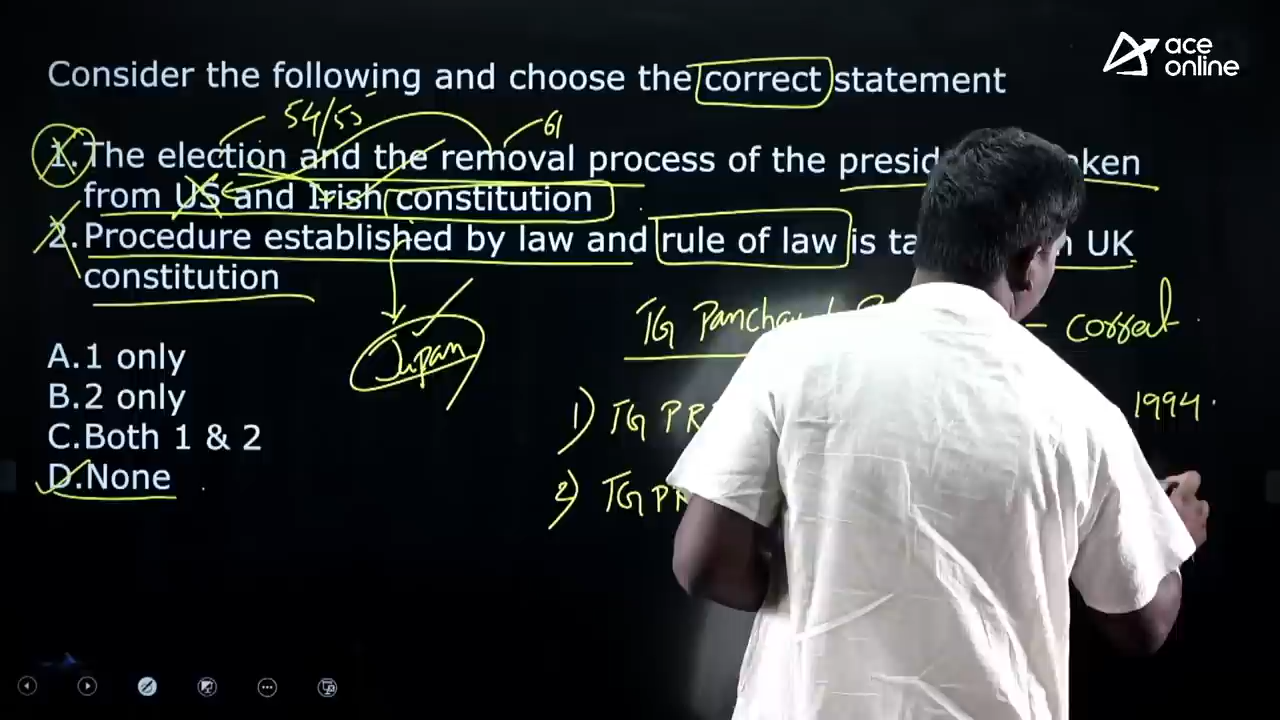 ace
online
Consider the following and choose the correct statement
54/55
61
1. The election and the removal process of the presid ken
from US and Irish constitution
2. Procedure established by law and rule of law is ta UK
constitution
TG Pancha - correct
A. 1 only
Japan
B. 2 only
1) TG PR 1994
C. Both 1 & 2
D. None
2) TG PR